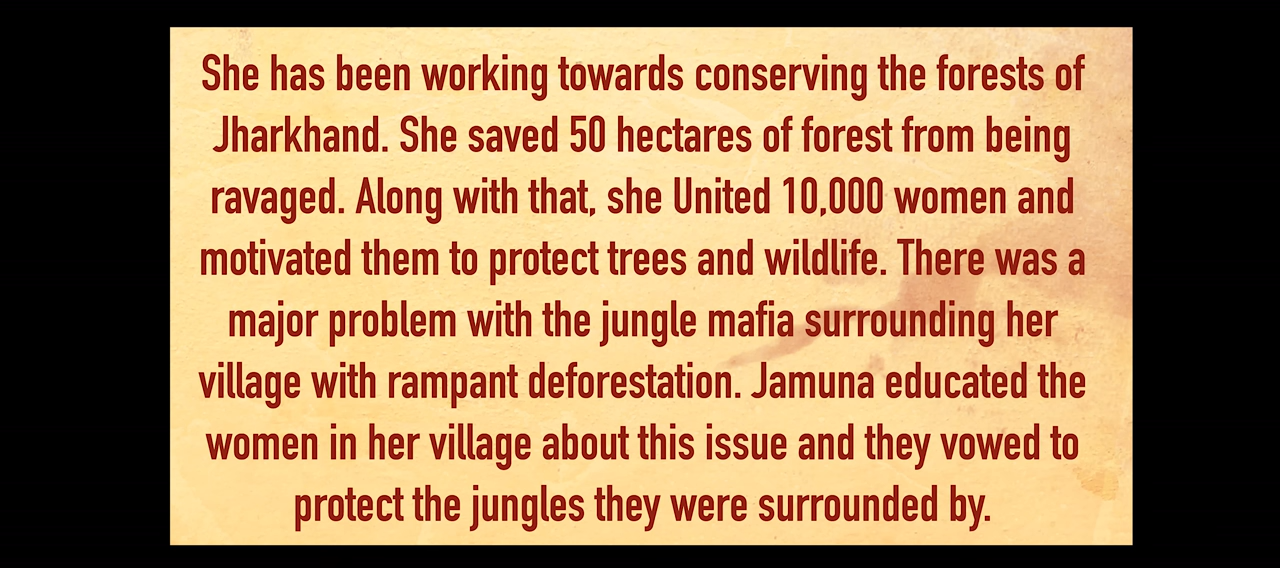 She has been working towards conserving the forests of
Jharkhand. She saved 50 hectares of forest from being
ravaged. Along with that, she United 10,000 women and
motivated them to protect trees and wildlife. There was a
major problem with the jungle mafia surrounding her
village with rampant deforestation. Jamuna educated the
women in her village about this issue and they vowed to
protect the jungles they were surrounded by.